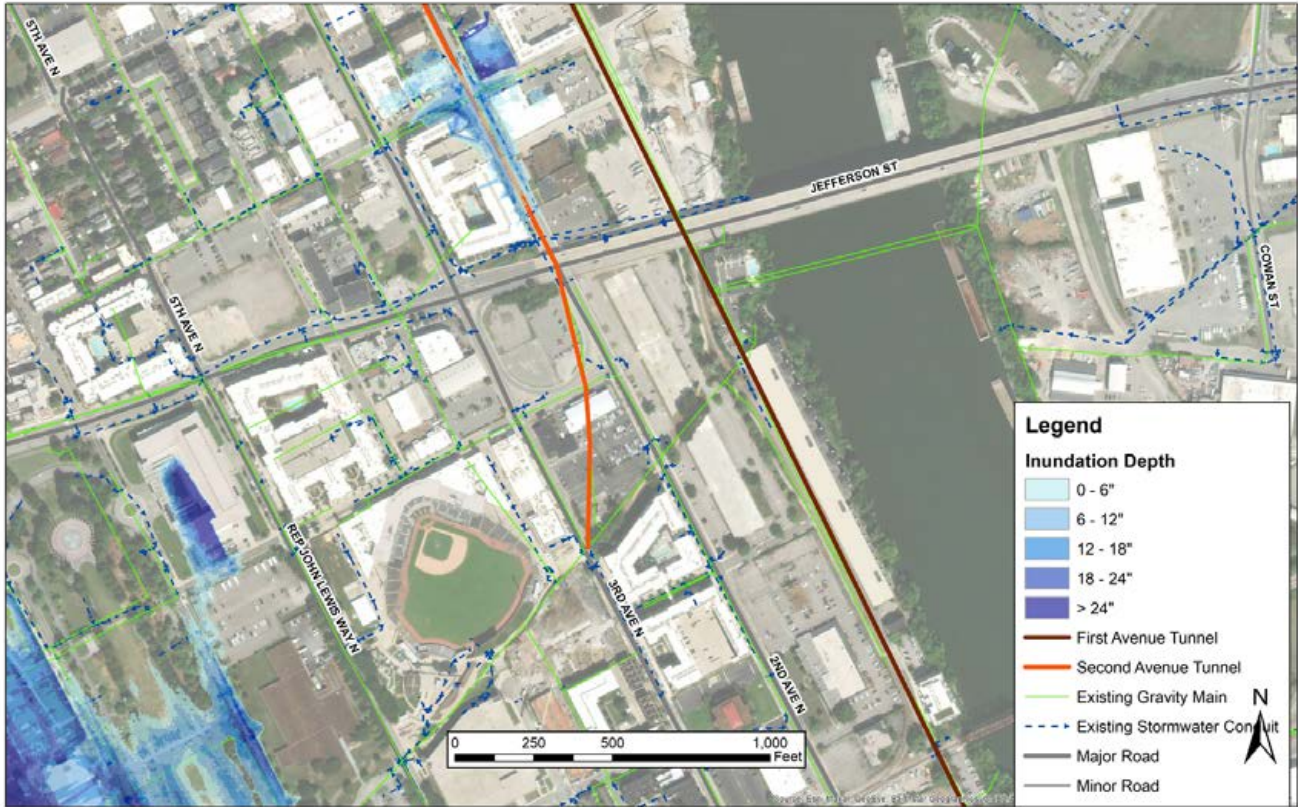 5TH AVE N
JEFFERSON ST
COWAN ST
5TH AVE N
REP JOHN LEWIS WAY N
3RD AVE N
2ND AVE N
0 250 500 1,000
Feet
Legend
Inundation Depth
0 - 6"
6 - 12"
12 - 18"
18 - 24"
> 24"
First Avenue Tunnel
Second Avenue Tunnel
Existing Gravity Main
N
Existing Stormwater Conduit
Major Road
Minor Road